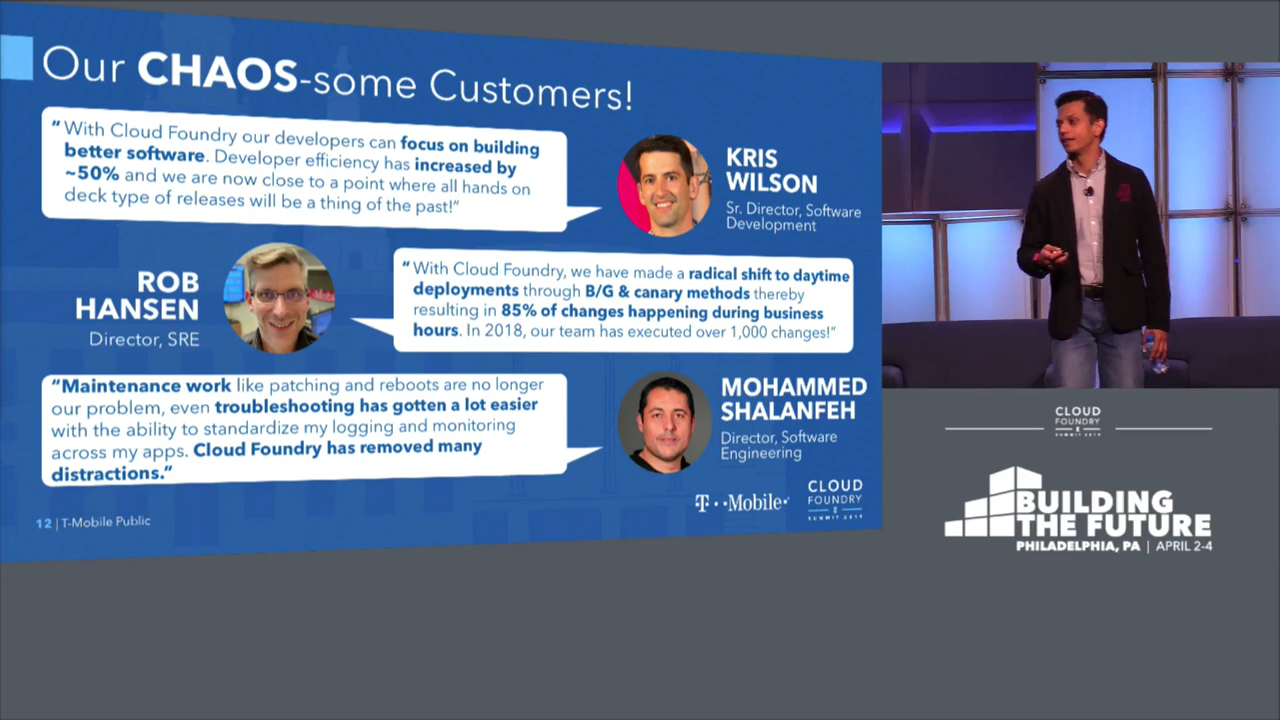 Our CHAOS-some Customers!
“With Cloud Foundry our developers can focus on building
better software. Developer efficiency has increased by
~50% and we are now close to a point where all hands on
deck type of releases will be a thing of the past!”
KRIS
WILSON
Sr. Director, Software
Development
ROB
HANSEN
Director, SRE
“With Cloud Foundry, we have made a radical shift to daytime
deployments through B/G & canary methods thereby
resulting in 85% of changes happening during business
hours. In 2018, our team has executed over 1,000 changes!”
“Maintenance work like patching and reboots are no longer
our problem, even troubleshooting has gotten a lot easier
with the ability to standardize my logging and monitoring
across my apps. Cloud Foundry has removed many
distractions.”
MOHAMMED
SHALANFEH
Director, Software
Engineering
12 | T-Mobile Public
T··Mobile·
CLOUD
FOUNDRY
SUMMIT 2019
CLOUD
FOUNDRY
SUMMIT 2019
BUILDING
THE FUTURE
PHILADELPHIA, PA | APRIL 2-4